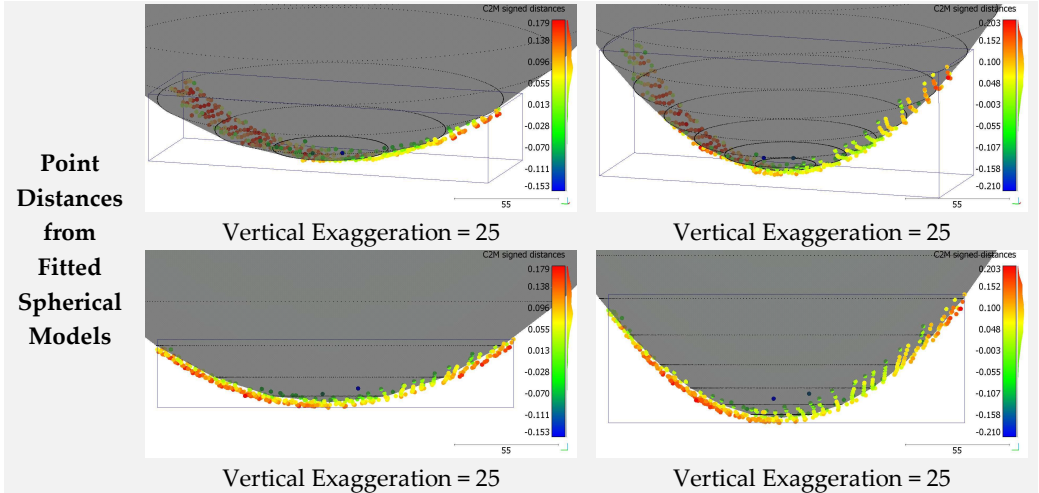 Point
Distances
from
Fitted
Spherical
Models
C2M signed distances
0.179
0.138
0.096
0.055
0.013
-0.028
-0.070
-0.111
-0.153
55
Vertical Exaggeration = 25
C2M signed distances
0.203
0.152
0.100
0.048
-0.003
-0.055
-0.107
-0.158
-0.210
55
Vertical Exaggeration = 25
C2M signed distances
0.179
0.138
0.096
0.055
0.013
-0.028
-0.070
-0.111
-0.153
55
Vertical Exaggeration = 25
C2M signed distances
0.203
0.152
0.100
0.048
-0.003
-0.055
-0.107
-0.158
-0.210
55
Vertical Exaggeration = 25